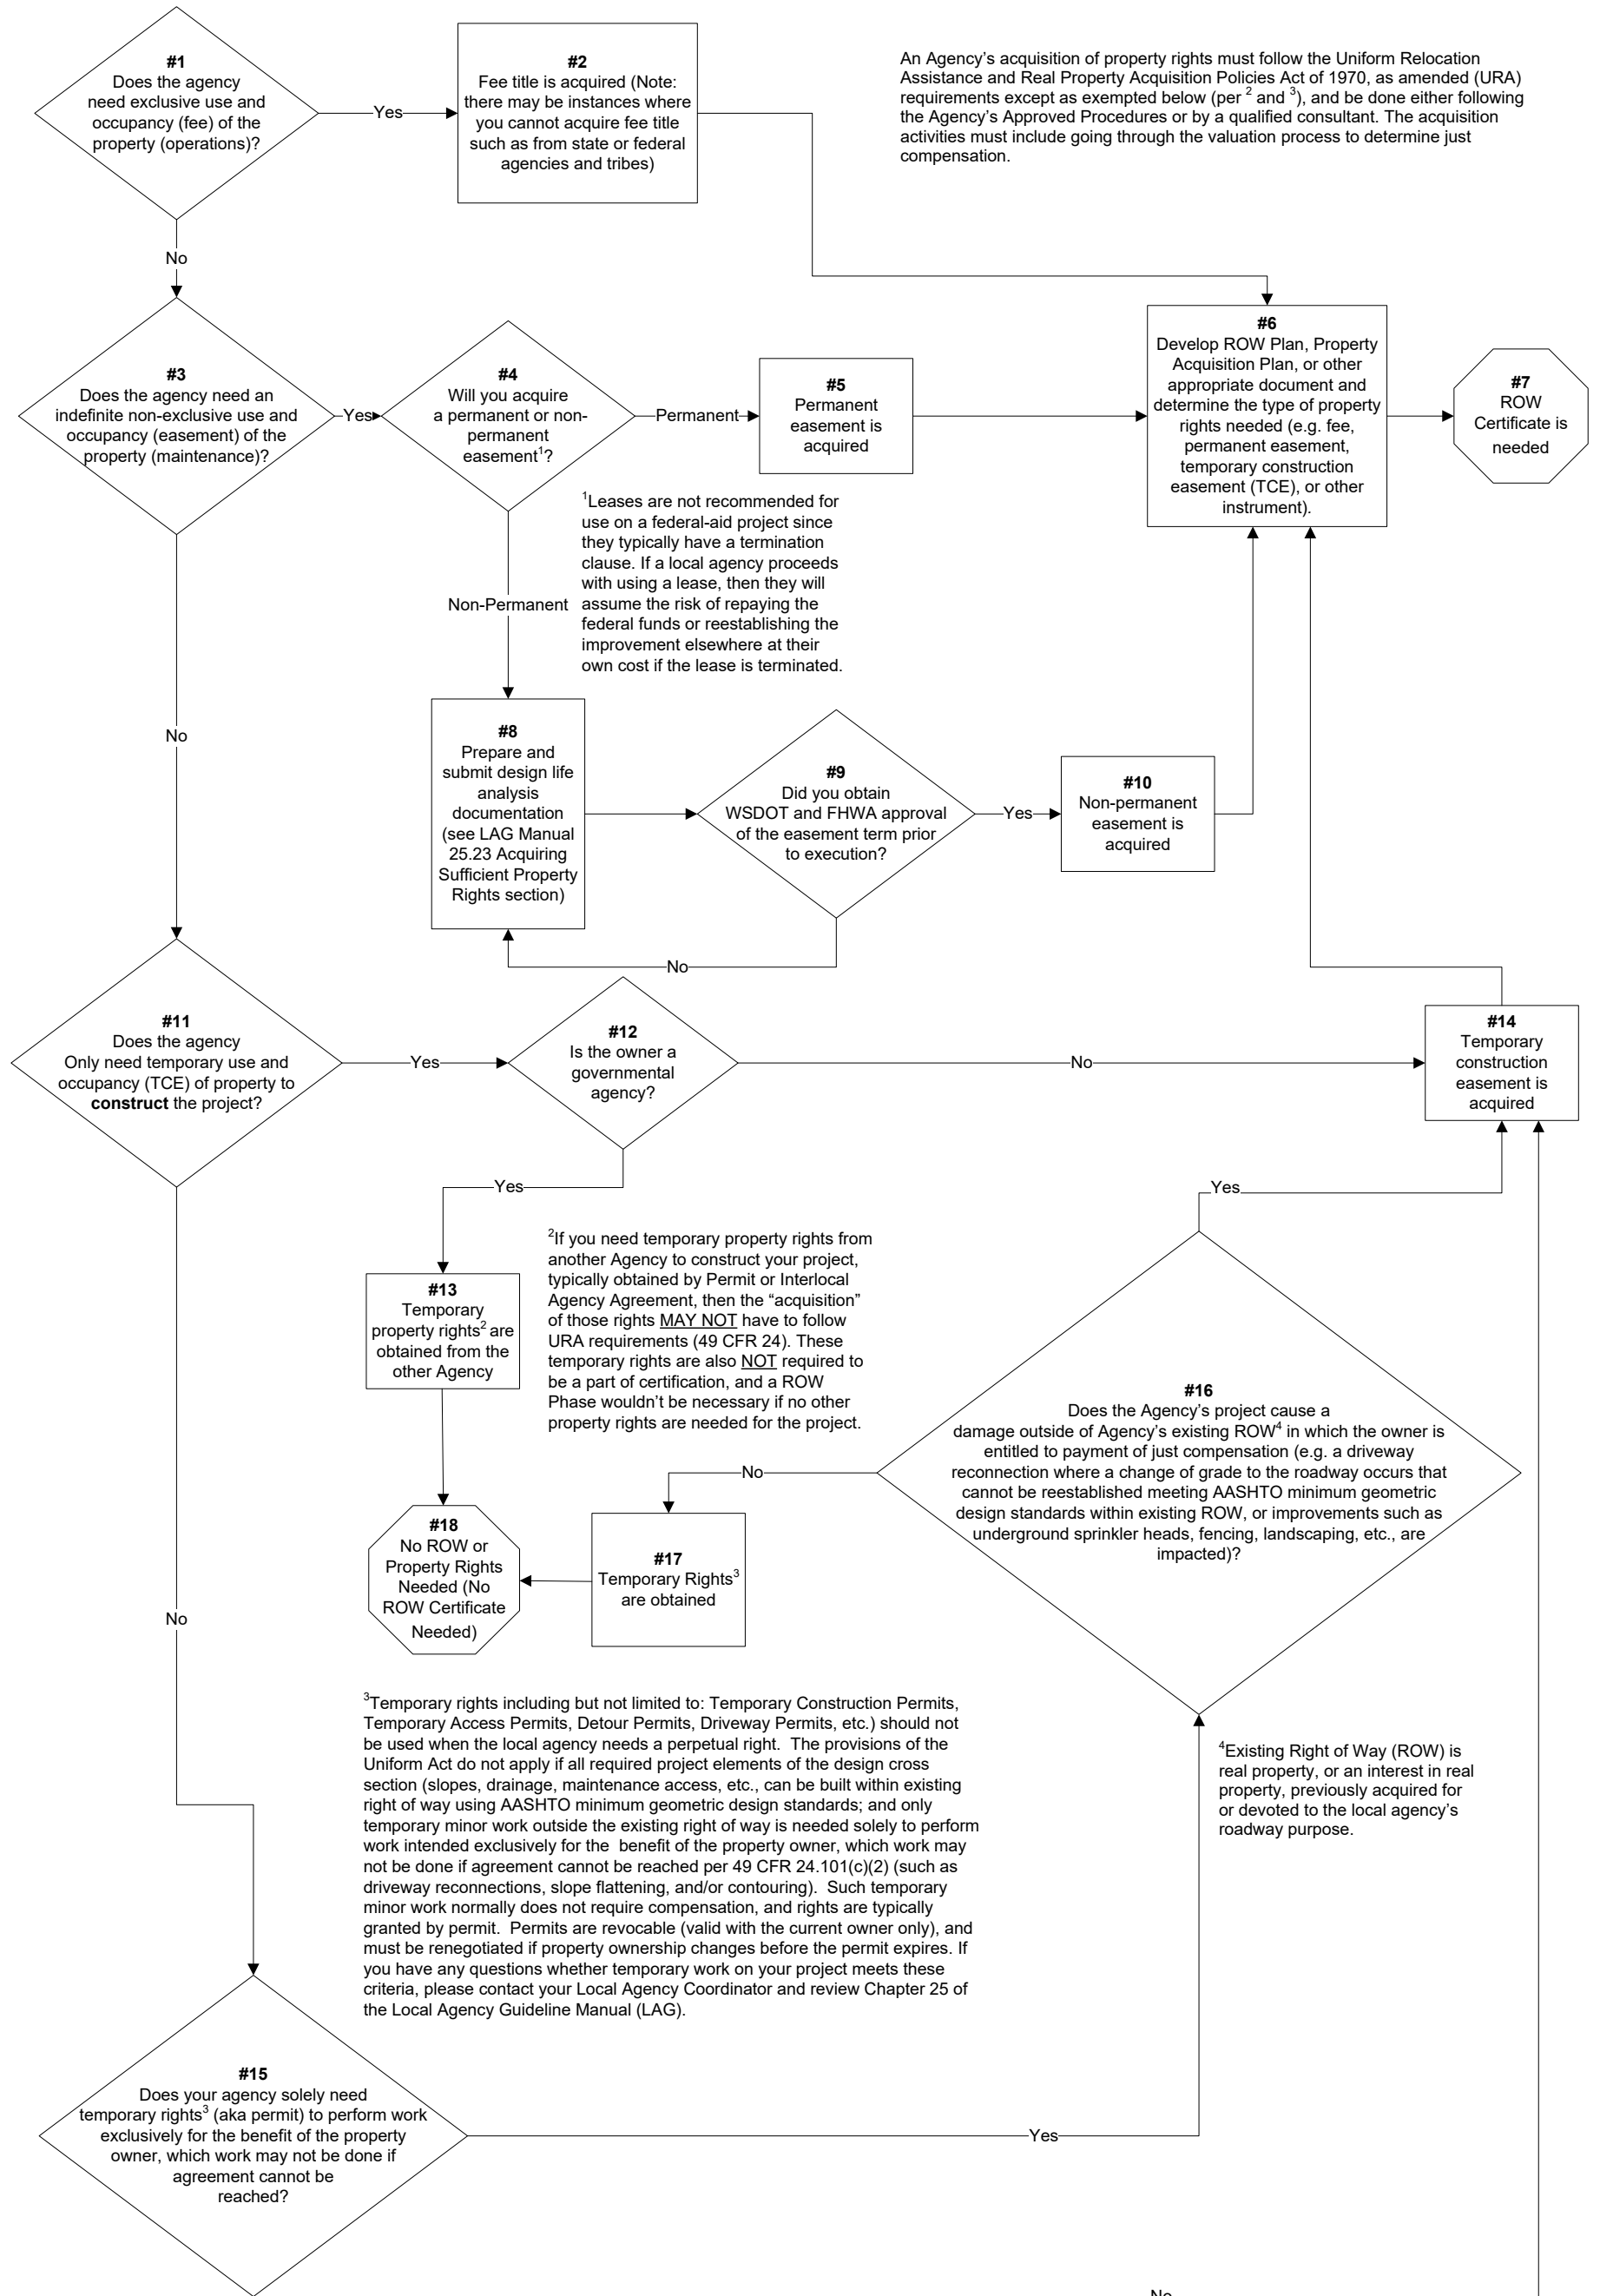 #1
Does the agency
need exclusive use and
occupancy (fee) of the
property (operations)?
Yes
#2
Fee title is acquired (Note:
there may be instances where
you cannot acquire fee title
such as from state or federal
agencies and tribes)
An Agency’s acquisition of property rights must follow the Uniform Relocation
Assistance and Real Property Acquisition Policies Act of 1970, as amended (URA)
requirements except as exempted below (per 2 and 3), and be done either following
the Agency’s Approved Procedures or by a qualified consultant. The acquisition
activities must include going through the valuation process to determine just
compensation.
No
#3
Does the agency need an
indefinite non-exclusive use and
occupancy (easement) of the
property (maintenance)?
Yes
#4
Will you acquire
a permanent or non-
permanent
easement1?
Permanent
#5
Permanent
easement is
acquired
#6
Develop ROW Plan, Property
Acquisition Plan, or other
appropriate document and
determine the type of property
rights needed (e.g. fee,
permanent easement,
temporary construction
easement (TCE), or other
instrument).
#7
ROW
Certificate is
needed
1Leases are not recommended for
use on a federal-aid project since
they typically have a termination
clause. If a local agency proceeds
with using a lease, then they will
assume the risk of repaying the
federal funds or reestablishing the
improvement elsewhere at their
own cost if the lease is terminated.
Non-Permanent
No
#8
Prepare and
submit design life
analysis
documentation
(see LAG Manual
25.23 Acquiring
Sufficient Property
Rights section)
#9
Did you obtain
WSDOT and FHWA approval
of the easement term prior
to execution?
Yes
#10
Non-permanent
easement is
acquired
No
#11
Does the agency
Only need temporary use and
occupancy (TCE) of property to
construct the project?
Yes
#12
Is the owner a
governmental
agency?
No
#14
Temporary
construction
easement is
acquired
Yes
#13
Temporary
property rights2 are
obtained from the
other Agency
2If you need temporary property rights from
another Agency to construct your project,
typically obtained by Permit or Interlocal
Agency Agreement, then the “acquisition”
of those rights MAY NOT have to follow
URA requirements (49 CFR 24). These
temporary rights are also NOT required to
be a part of certification, and a ROW
Phase wouldn’t be necessary if no other
property rights are needed for the project.
Yes
#16
Does the Agency’s project cause a
damage outside of Agency’s existing ROW4 in which the owner is
entitled to payment of just compensation (e.g. a driveway
reconnection where a change of grade to the roadway occurs that
cannot be reestablished meeting AASHTO minimum geometric
design standards within existing ROW, or improvements such as
underground sprinkler heads, fencing, landscaping, etc., are
impacted)?
No
#17
Temporary Rights3
are obtained
#18
No ROW or
Property Rights
Needed (No
ROW Certificate
Needed)
No
3Temporary rights including but not limited to: Temporary Construction Permits,
Temporary Access Permits, Detour Permits, Driveway Permits, etc.) should not
be used when the local agency needs a perpetual right.  The provisions of the
Uniform Act do not apply if all required project elements of the design cross
section (slopes, drainage, maintenance access, etc., can be built within existing
right of way using AASHTO minimum geometric design standards; and only
temporary minor work outside the existing right of way is needed solely to perform
work intended exclusively for the  benefit of the property owner, which work may
not be done if agreement cannot be reached per 49 CFR 24.101(c)(2) (such as
driveway reconnections, slope flattening, and/or contouring).  Such temporary
minor work normally does not require compensation, and rights are typically
granted by permit.  Permits are revocable (valid with the current owner only), and
must be renegotiated if property ownership changes before the permit expires. If
you have any questions whether temporary work on your project meets these
criteria, please contact your Local Agency Coordinator and review Chapter 25 of
the Local Agency Guideline Manual (LAG).
4Existing Right of Way (ROW) is
real property, or an interest in real
property, previously acquired for
or devoted to the local agency’s
roadway purpose.
#15
Does your agency solely need
temporary rights3 (aka permit) to perform work
exclusively for the benefit of the property
owner, which work may not be done if
agreement cannot be
reached?
Yes
No